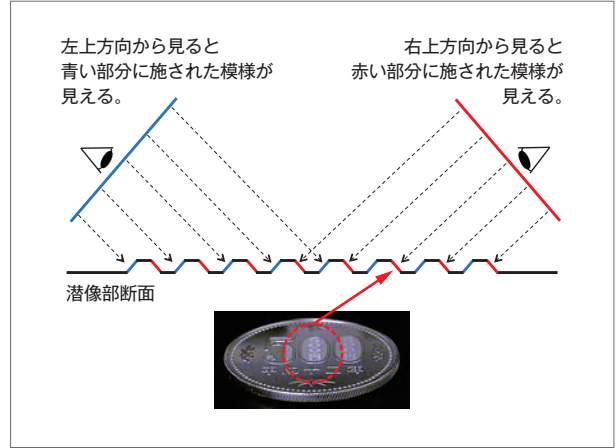 左上方向から見ると
青い部分に施された模様が
見える。
右上方向から見ると
赤い部分に施された模様が
見える。
潜像部断面
500